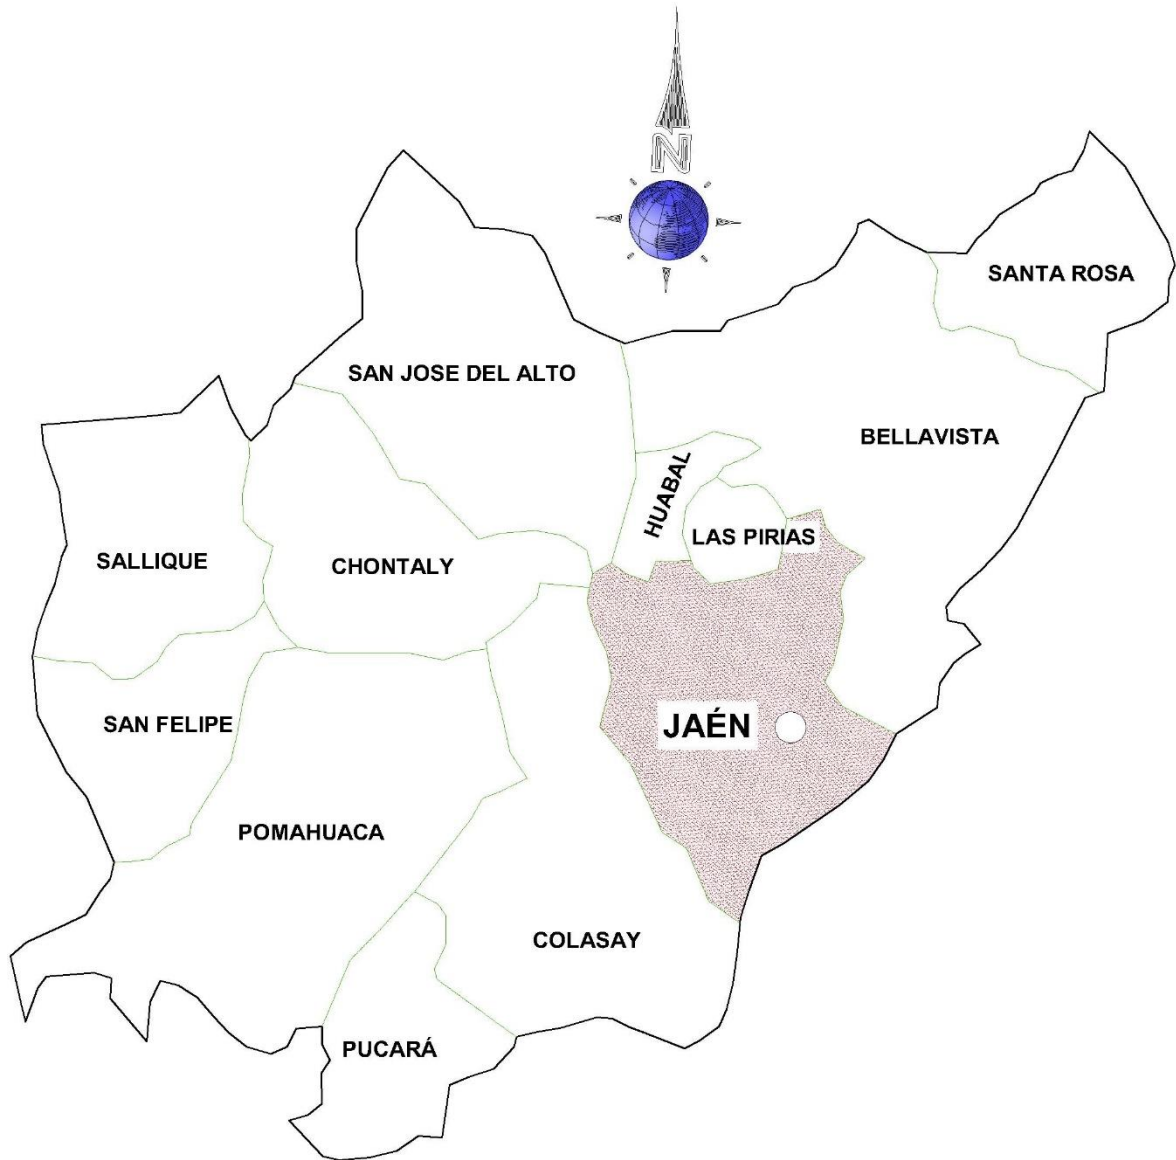 N
SANTA ROSA
SAN JOSE DEL ALTO
BELLAVISTA
HUABAL
LAS PIRIAS
SALLIQUE
CHONTALY
SAN FELIPE
JAÉN
POMAHUACA
COLASAY
PUCARÁ